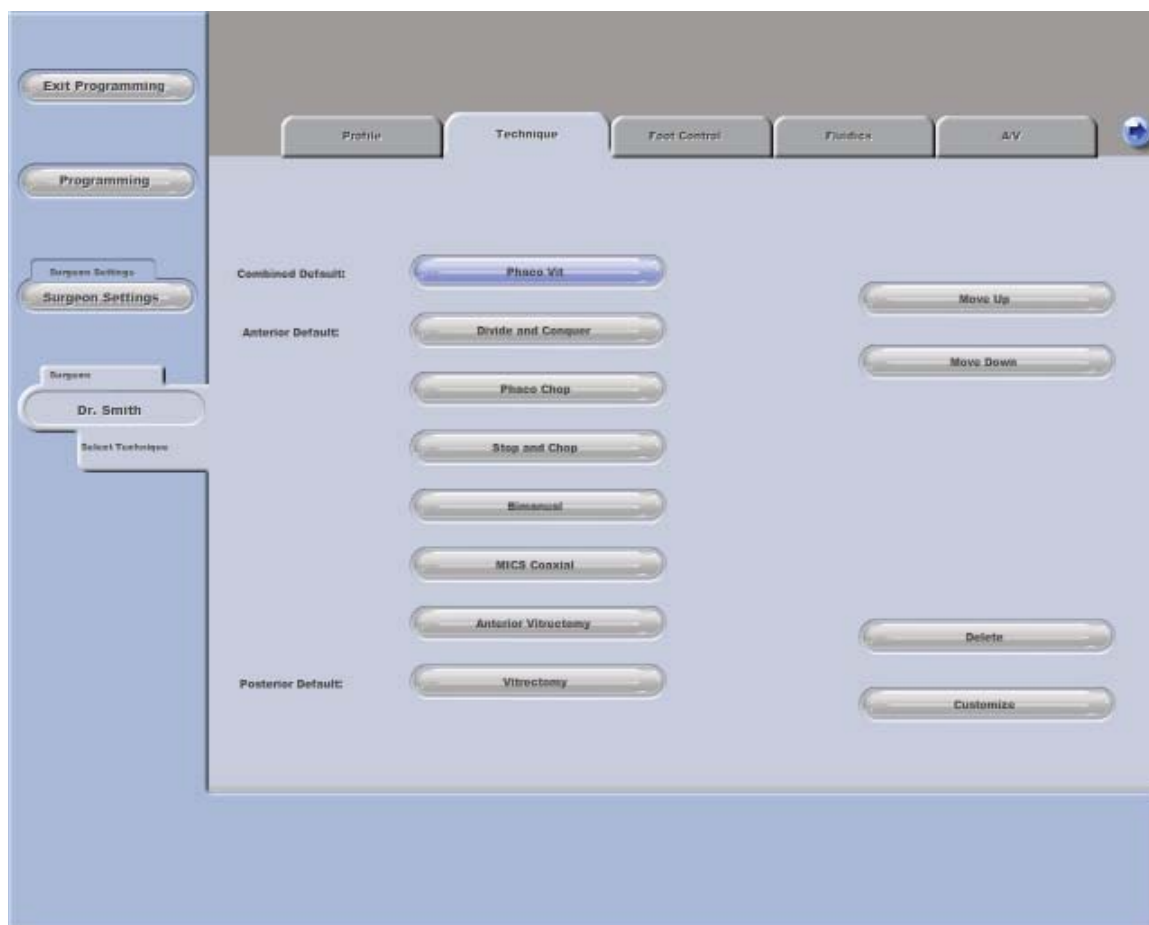 Exit Programming
Programming
Surgeon Settings
Surgeon Settings
Surgeon
Dr. Smith
Select Technique
Profile
Technique
Foot Control
Fluidics
A/V
Combined Default:
Phaco Vit
Anterior Default:
Divide and Conquer
Phaco Chop
Stop and Chop
Bimanual
MICS Coaxial
Anterior Vitrectomy
Posterior Default:
Vitrectomy
Move Up
Move Down
Delete
Customize